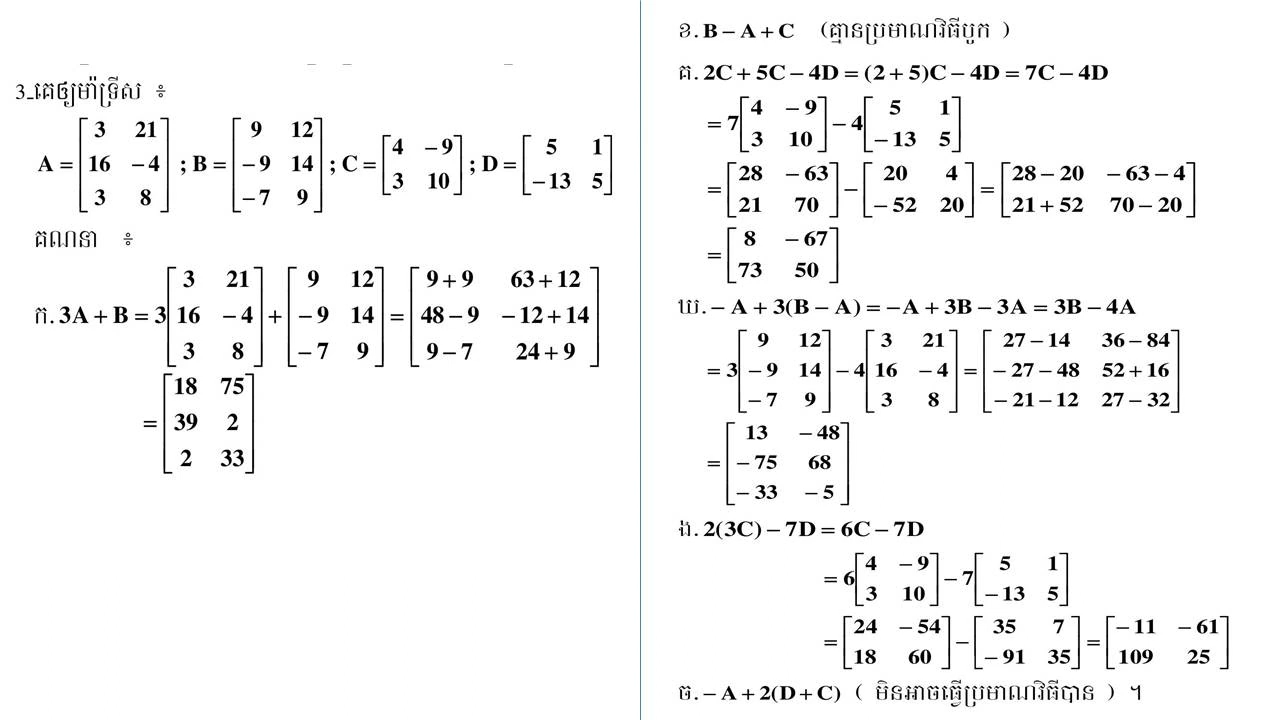 3_គេឲ្យម៉ាទ្រីស ៖
A = [3 21; 16 −4; 3 8] ; B = [9 12; −9 14; −7 9] ; C = [4 −9; 3 10] ; D = [5 1; −13 5]
គណនា ៖
ក. 3A + B = 3[3 21; 16 −4; 3 8] + [9 12; −9 14; −7 9] = [9+9 63+12; 48−9 −12+14; 9−7 24+9]
= [18 75; 39 2; 2 33]
ខ. B − A + C (គ្មានប្រមាណវិធីបូក )
គ. 2C + 5C − 4D = (2 + 5)C − 4D = 7C − 4D
= 7[4 −9; 3 10] − 4[5 1; −13 5]
= [28 −63; 21 70] − [20 4; −52 20] = [28−20 −63−4; 21+52 70−20]
= [8 −67; 73 50]
ឃ. − A + 3(B − A) = −A + 3B − 3A = 3B − 4A
= 3[9 12; −9 14; −7 9] − 4[3 21; 16 −4; 3 8] = [27−14 36−84; −27−48 52+16; −21−12 27−32]
= [13 −48; −75 68; −33 −5]
ង. 2(3C) − 7D = 6C − 7D
= 6[4 −9; 3 10] − 7[5 1; −13 5]
= [24 −54; 18 60] − [35 7; −91 35] = [−11 −61; 109 25]
ច. − A + 2(D + C) ( មិនអាចធ្វើប្រមាណវិធីបាន ) ។